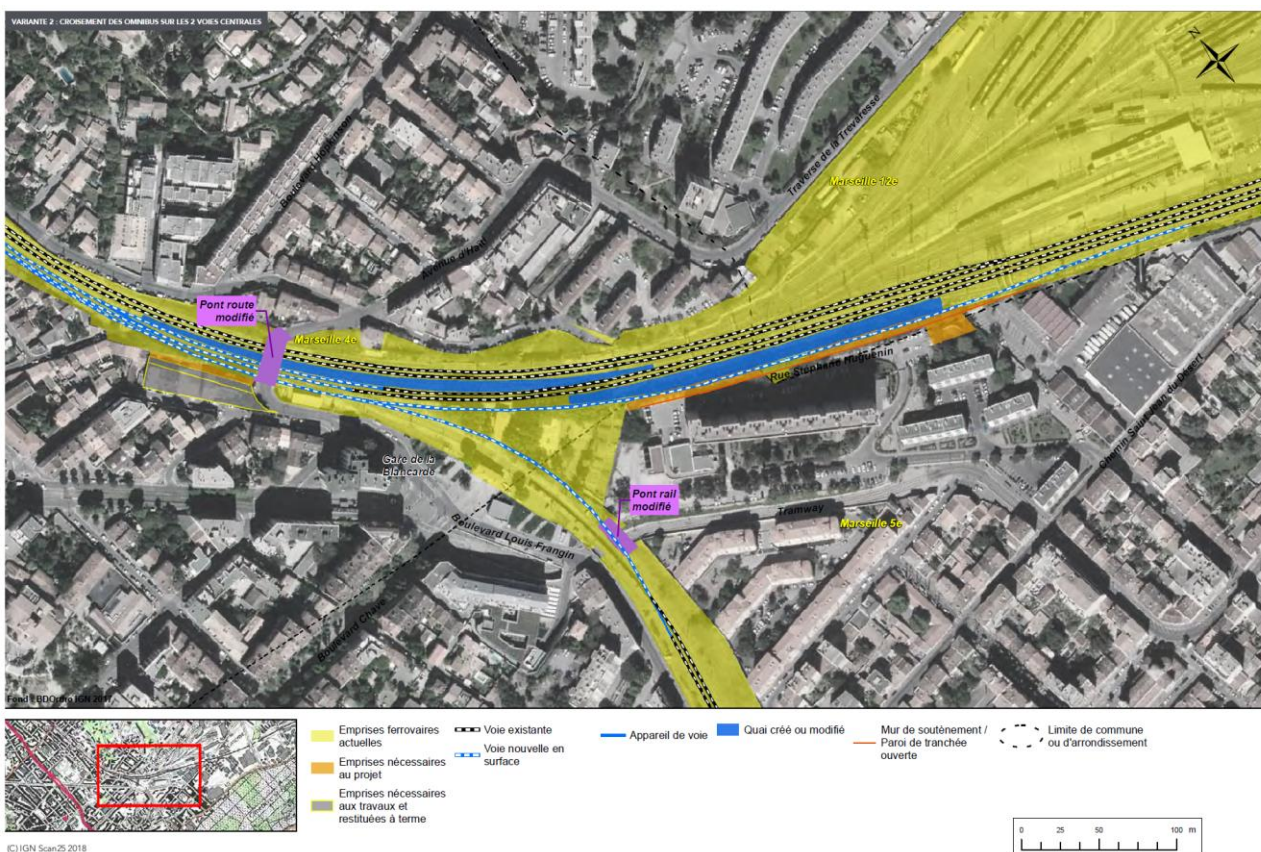 VARIANTE 2 : CROISEMENT DES OMNIBUS SUR LES 2 VOIES CENTRALES
N
Traverse de la Trévaresse
Marseille 12e
Boulevard Hopkinson
Avenue d'Haïfi
Pont route
modifié
Marseille 4e
Rue Stéphane Huguenin
Chemin Saint-Jean du Désert
Gare de la
Blancarde
Pont rail
modifié
Tramway
Marseille 5e
Boulevard Louis Frangin
Boulevard Chave
Fond : BDOrtho IGN 2017
Emprises ferroviaires
actuelles
Emprises nécessaires
au projet
Emprises nécessaires
aux travaux et
restituées à terme
Voie existante
Voie nouvelle en
surface
Appareil de voie
Quai créé ou modifié
Mur de soutènement /
Paroi de tranchée
ouverte
Limite de commune
ou d'arrondissement
0 25 50 100 m
(C) IGN Scan25 2018